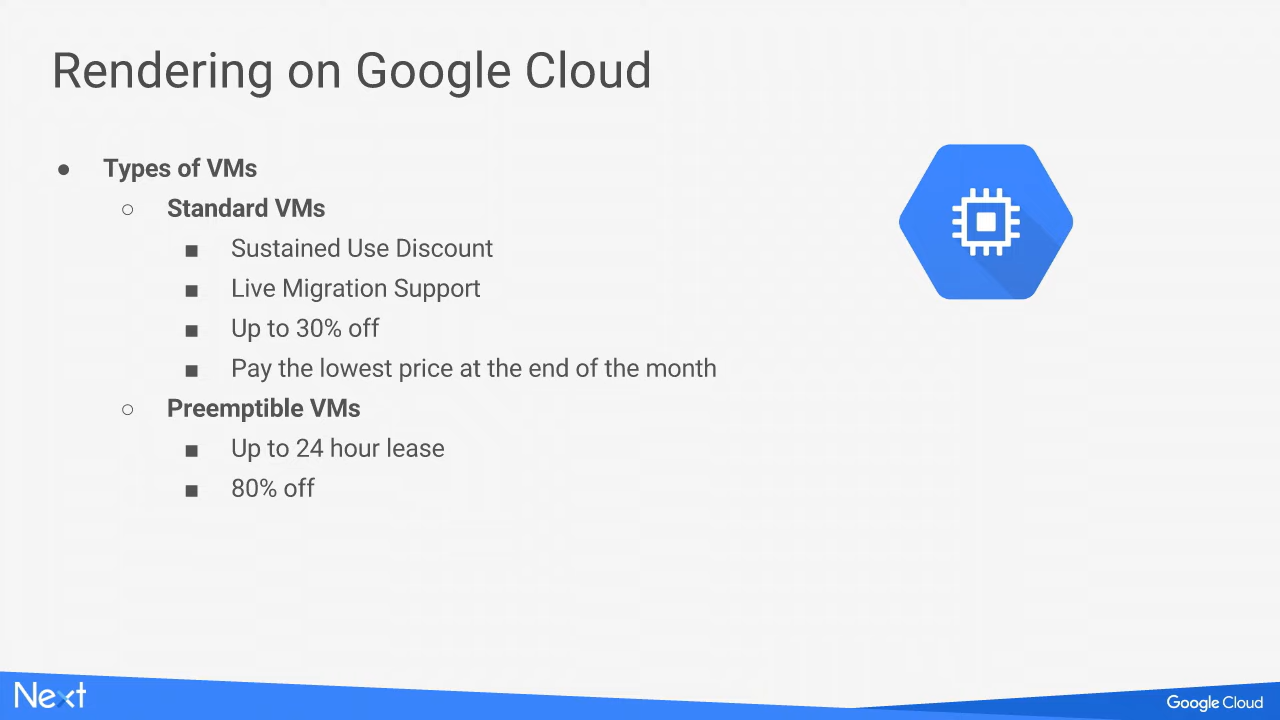 Rendering on Google Cloud
● Types of VMs
○ Standard VMs
■ Sustained Use Discount
■ Live Migration Support
■ Up to 30% off
■ Pay the lowest price at the end of the month
○ Preemptible VMs
■ Up to 24 hour lease
■ 80% off
Next
Google Cloud